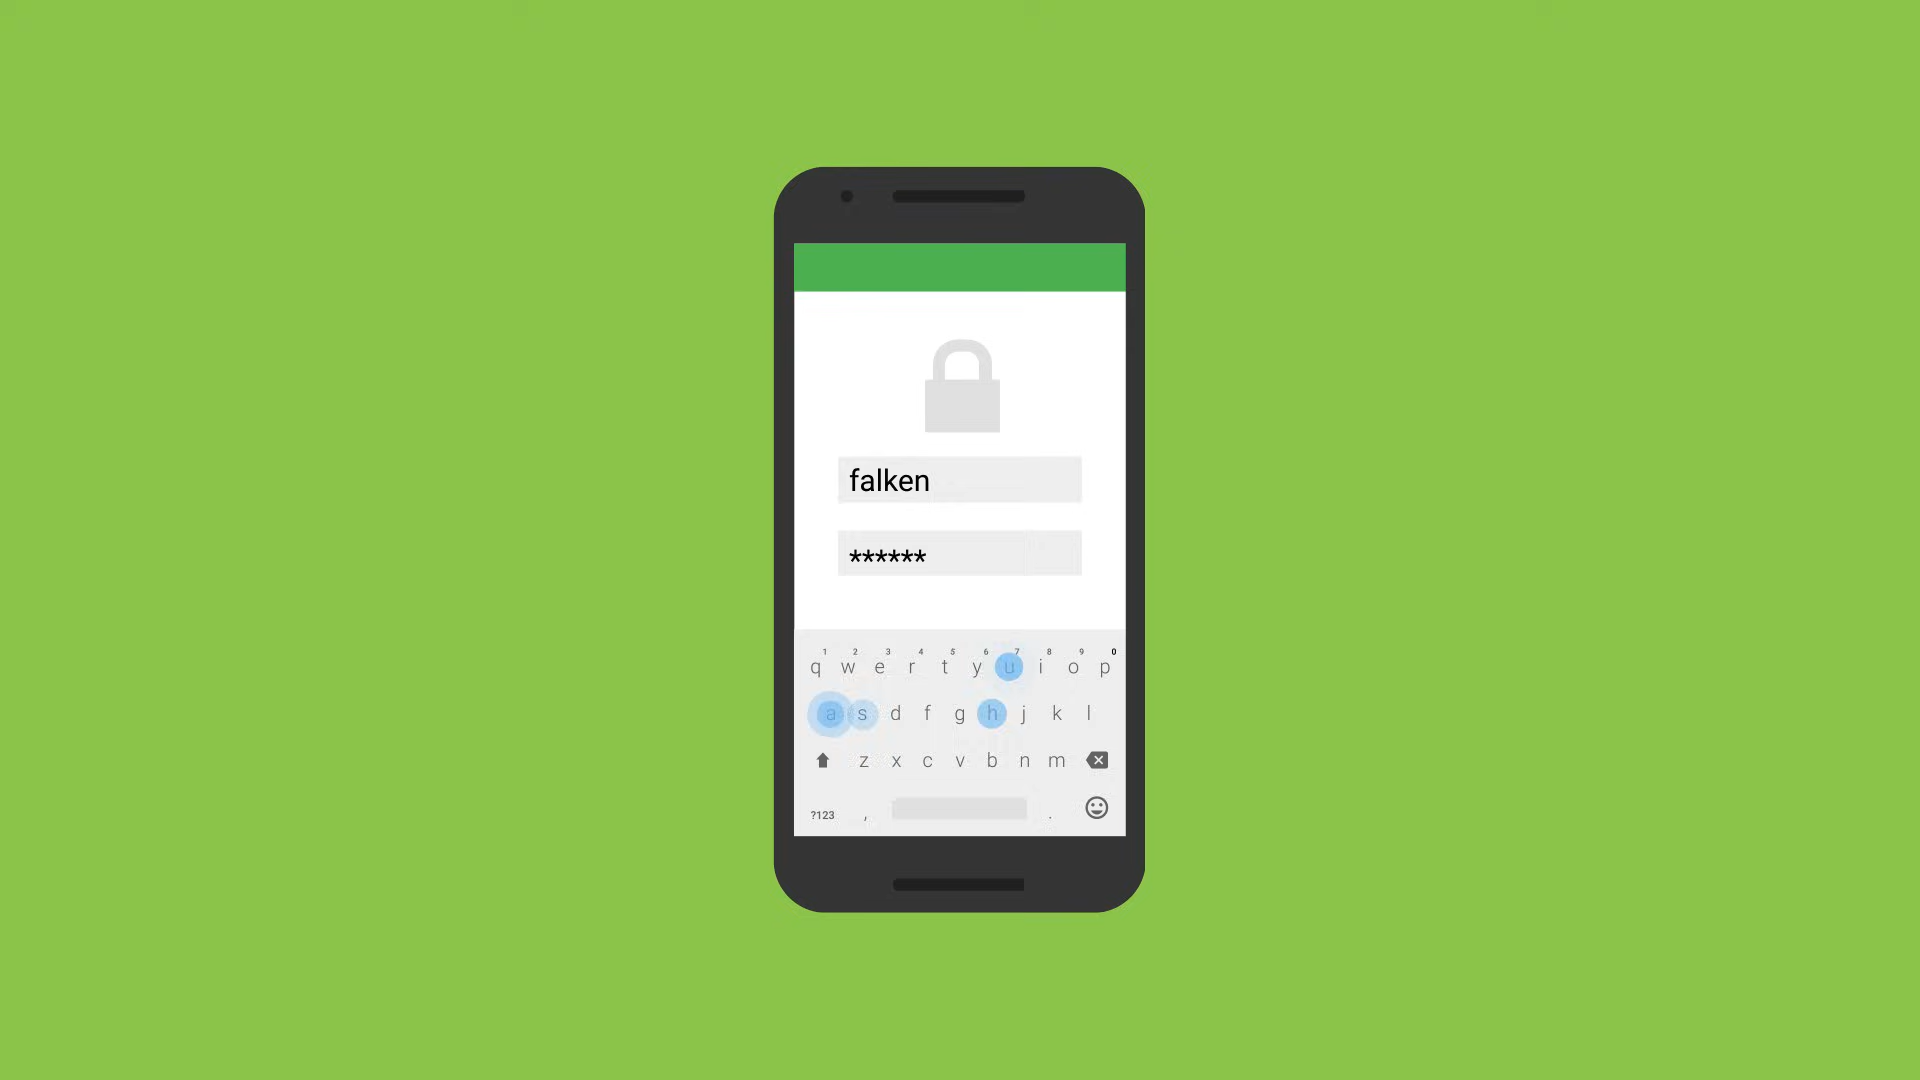 falken
******
1 2 3 4 5 6 7 8 9 0
q w e r t y u i o p
a s d f g h j k l
z x c v b n m
?123 , .